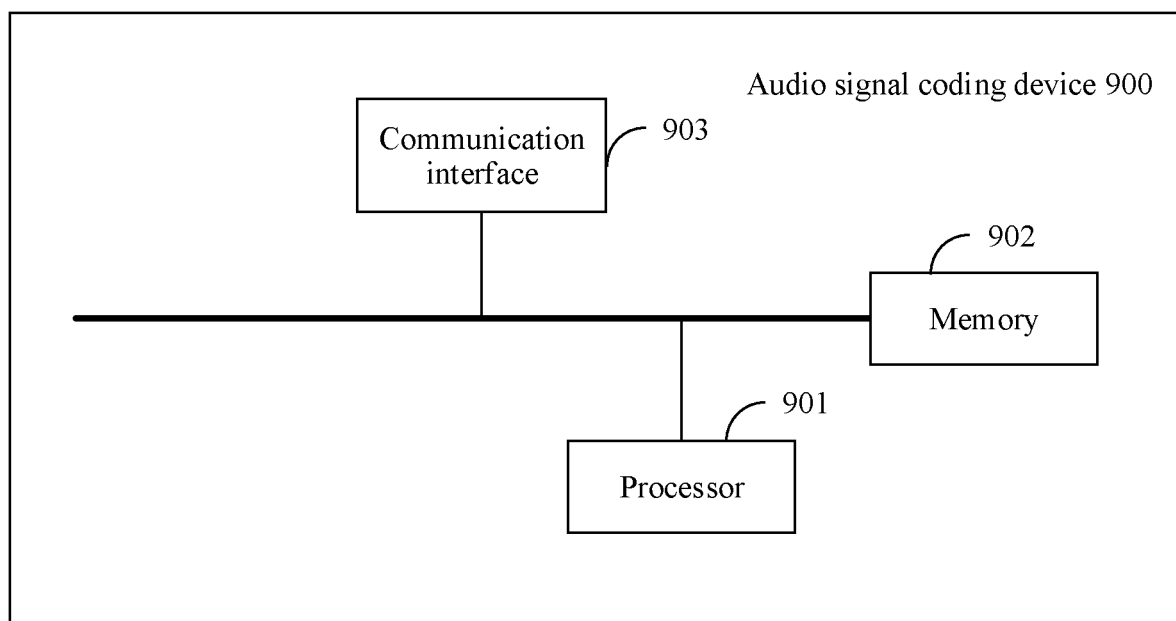 Audio signal coding device 900
Communication
interface
903
902
Memory
901
Processor